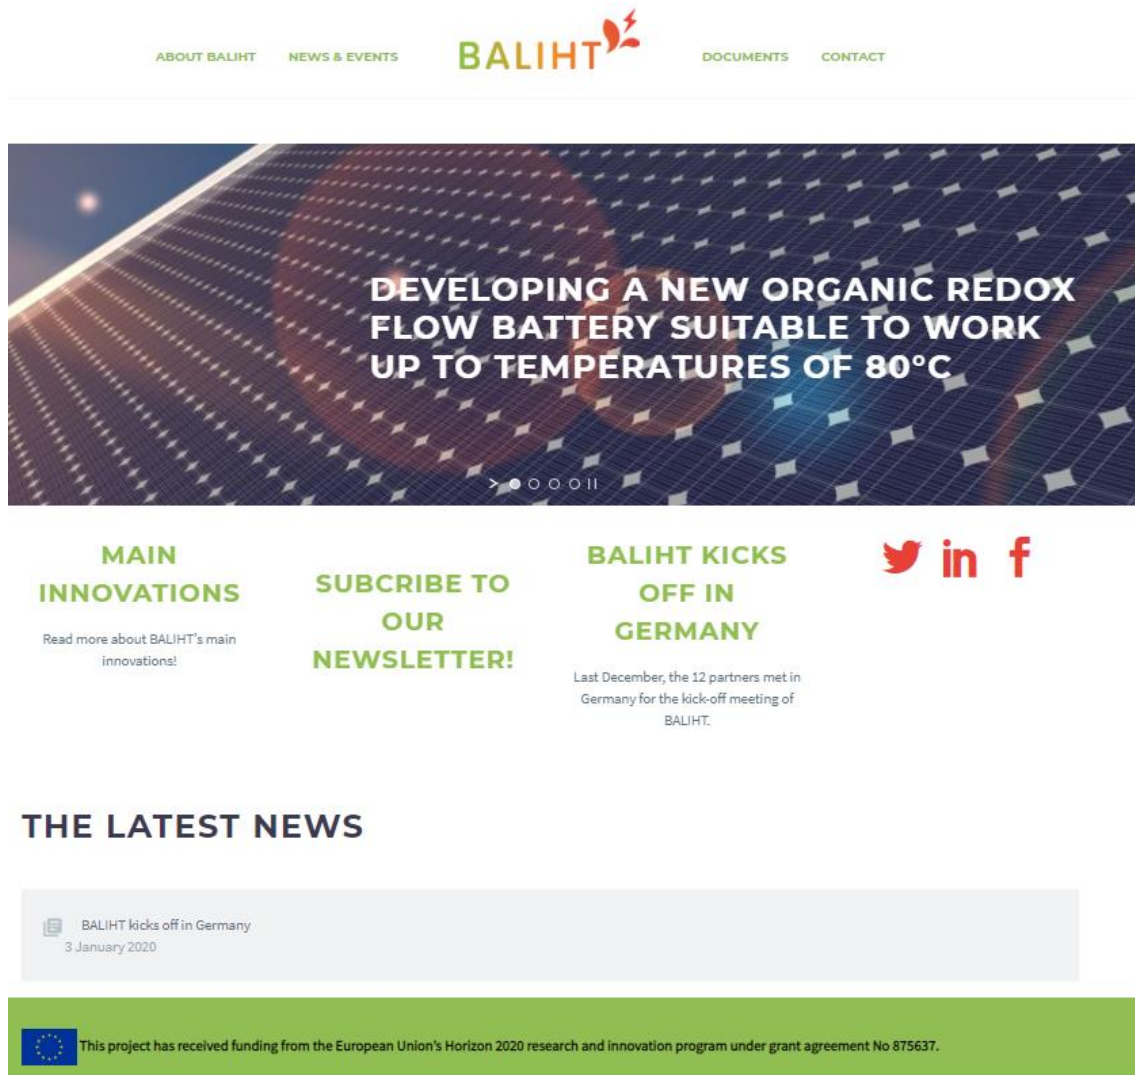 ABOUT BALIHT
NEWS & EVENTS
BALIHT
DOCUMENTS
CONTACT
DEVELOPING A NEW ORGANIC REDOX
FLOW BATTERY SUITABLE TO WORK
UP TO TEMPERATURES OF 80°C
MAIN
INNOVATIONS
Read more about BALIHT's main
innovations!
SUBCRIBE TO
OUR
NEWSLETTER!
BALIHT KICKS
OFF IN
GERMANY
Last December, the 12 partners met in
Germany for the kick-off meeting of
BALIHT.
in f
THE LATEST NEWS
BALIHT kicks off in Germany
3 January 2020
This project has received funding from the European Union's Horizon 2020 research and innovation program under grant agreement No 875637.